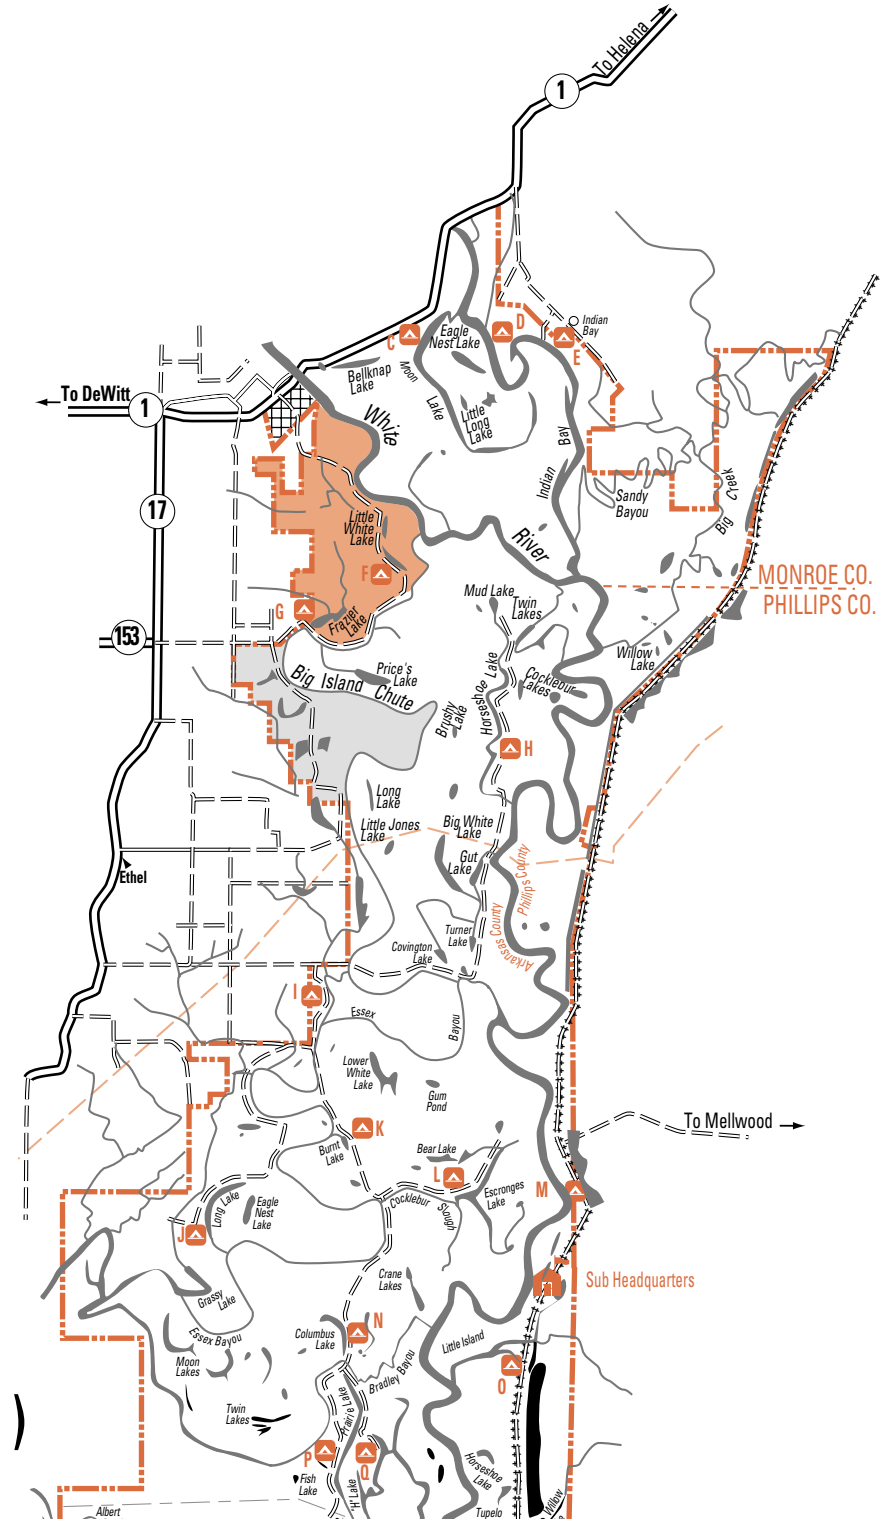 To Helena
1
C
Eagle
Nest Lake
D
Indian
Bay
E
Bellknap
Lake
Moon
Lake
To DeWitt
1
White
Little
Long
Lake
Bay
Indian
Sandy
Bayou
Creek
Big
17
Little
White
Lake
River
F
MONROE CO.
PHILLIPS CO.
G
Mud Lake
Twin
Lakes
Frazier
Lake
153
Willow
Lake
Price's
Lake
Big Island Chute
Horseshoe Lake
Cocklebur
Lakes
Brushy
Lake
H
Long
Lake
Little Jones
Lake
Big White
Lake
Gut
Lake
Phillip's County
Arkansas County
Ethel
Turner
Lake
Covington
Lake
I
Essex
Bayou
Lower
White
Lake
Gum
Pond
To Mellwood
K
Burnt
Lake
Bear Lake
L
Cocklebur
Slough
Escronges
Lake
M
Long Lake
Eagle
Nest
Lake
J
Sub Headquarters
Crane
Lakes
Grassy
Lake
Essex Bayou
Columbus
Lake
N
Little Island
Moon
Lakes
Bradley Bayou
O
Twin
Lakes
Prairie Lake
P
Q
Fish
Lake
"H" Lake
Horseshoe
Lake
Willow
Albert
Tupelo
)